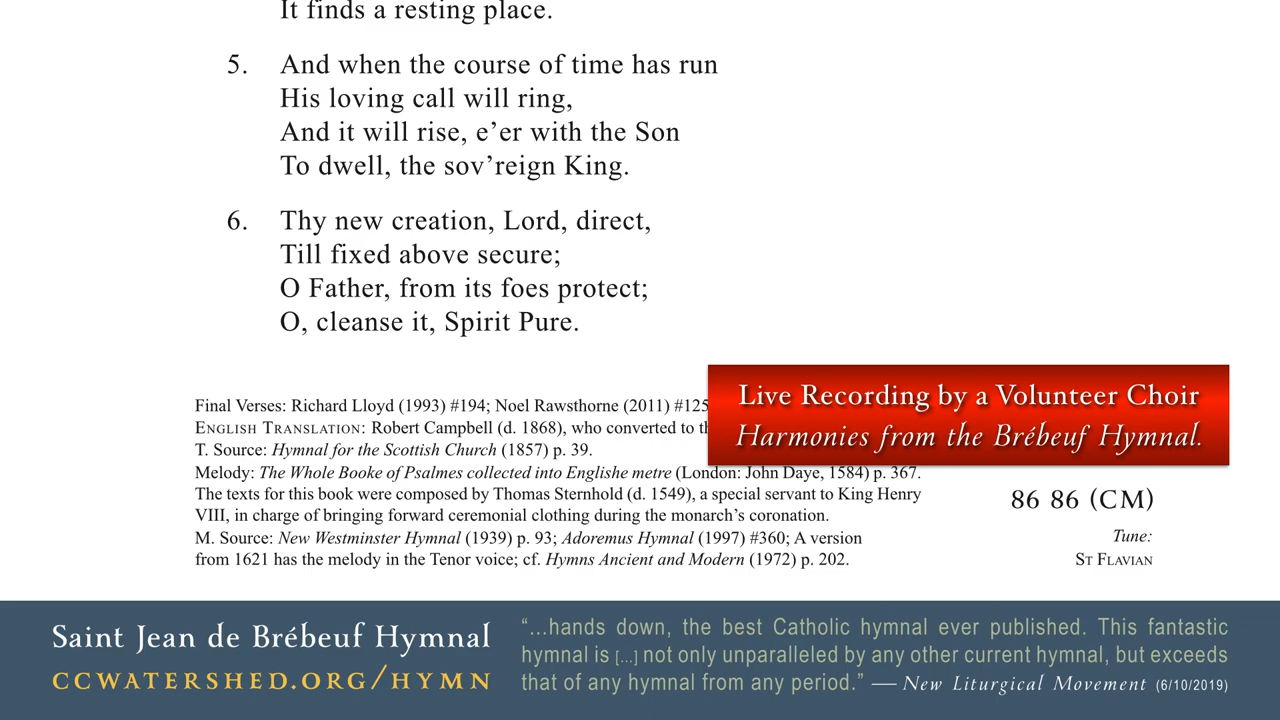 It finds a resting place.
5. And when the course of time has run
His loving call will ring,
And it will rise, e’er with the Son
To dwell, the sov’reign King.
6. Thy new creation, Lord, direct,
Till fixed above secure;
O Father, from its foes protect;
O, cleanse it, Spirit Pure.
Final Verses: Richard Lloyd (1993) #194; Noel Rawsthorne (2011) #125
English Translation: Robert Campbell (d. 1868), who converted to
T. Source: Hymnal for the Scottish Church (1857) p. 39.
Melody: The Whole Booke of Psalmes collected into Englishe metre (London: John Daye, 1584) p. 367.
The texts for this book were composed by Thomas Sternhold (d. 1549), a special servant to King Henry
VIII, in charge of bringing forward ceremonial clothing during the monarch’s coronation.
M. Source: New Westminster Hymnal (1939) p. 93; Adoremus Hymnal (1997) #360; A version
from 1621 has the melody in the Tenor voice; cf. Hymns Ancient and Modern (1972) p. 202.
Live Recording by a Volunteer Choir
Harmonies from the Brébeuf Hymnal.
86 86 (CM)
Tune:
St Flavian
Saint Jean de Brébeuf Hymnal
CCWATERSHED.ORG/HYMN
“…hands down, the best Catholic hymnal ever published. This fantastic
hymnal is [...] not only unparalleled by any other current hymnal, but exceeds
that of any hymnal from any period.” — New Liturgical Movement (6/10/2019)